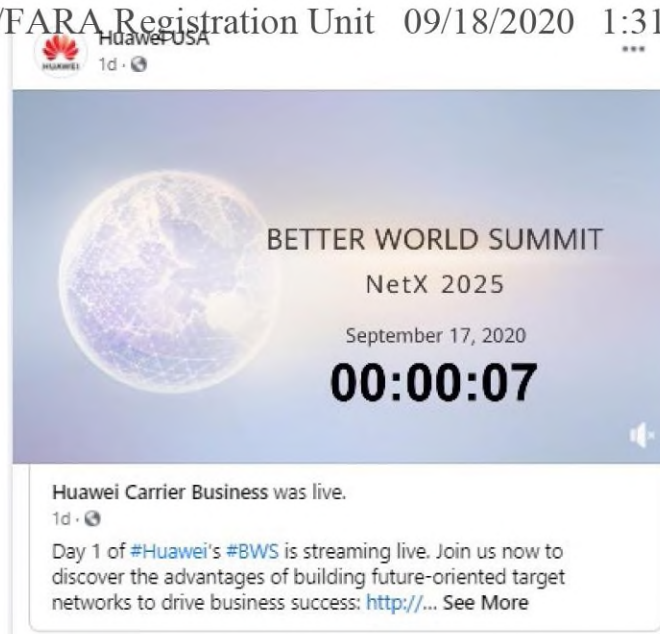 /FARA Registration Unit 09/18/2020 1:31
Huawei USA
HUAWEI
1d ·
BETTER WORLD SUMMIT
NetX 2025
September 17, 2020
00:00:07
Huawei Carrier Business was live.
1d ·
Day 1 of #Huawei's #BWS is streaming live. Join us now to
discover the advantages of building future-oriented target
networks to drive business success: http://... See More